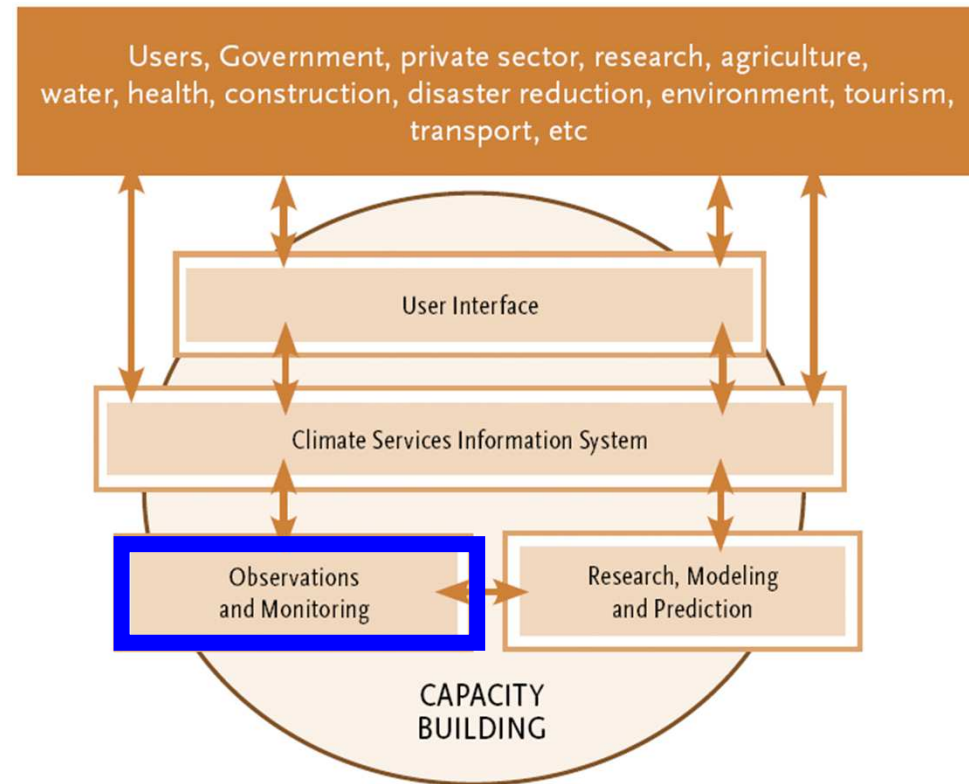 Users, Government, private sector, research, agriculture,
water, health, construction, disaster reduction, environment, tourism,
transport, etc
User Interface
Climate Services Information System
Observations
and Monitoring
Research, Modeling
and Prediction
CAPACITY
BUILDING